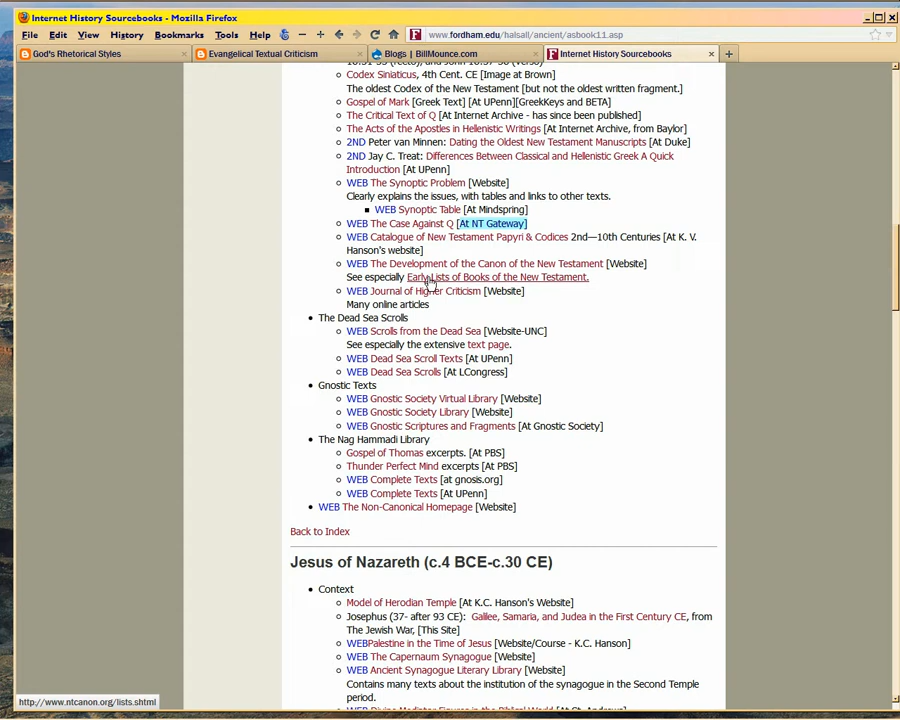 Internet History Sourcebooks - Mozilla Firefox
File Edit View History Bookmarks Tools Help www.fordham.edu/halsall/ancient/asbook11.asp
God's Rhetorical Styles Evangelical Textual Criticism Blogs | BillMounce.com Internet History Sourcebooks
Codex Siniaticus, 4th Cent. CE [Image at Brown]
The oldest Codex of the New Testament [but not the oldest written fragment.]
Gospel of Mark [Greek Text] [At UPenn][GreekKeys and BETA]
The Critical Text of Q [At Internet Archive - has since been published]
The Acts of the Apostles in Hellenistic Writings [At Internet Archive, from Baylor]
2ND Peter van Minnen: Dating the Oldest New Testament Manuscripts [At Duke]
2ND Jay C. Treat: Differences Between Classical and Hellenistic Greek A Quick
Introduction [At UPenn]
WEB The Synoptic Problem [Website]
Clearly explains the issues, with tables and links to other texts.
WEB Synoptic Table [At Mindspring]
WEB The Case Against Q [At NT Gateway]
WEB Catalogue of New Testament Papyri & Codices 2nd—10th Centuries [At K. V.
Hanson's website]
WEB The Development of the Canon of the New Testament [Website]
See especially Early Lists of Books of the New Testament.
WEB Journal of Higher Criticism [Website]
Many online articles
The Dead Sea Scrolls
WEB Scrolls from the Dead Sea [Website-UNC]
See especially the extensive text page.
WEB Dead Sea Scroll Texts [At UPenn]
WEB Dead Sea Scrolls [At LCongress]
Gnostic Texts
WEB Gnostic Society Virtual Library [Website]
WEB Gnostic Society Library [Website]
WEB Gnostic Scriptures and Fragments [At Gnostic Society]
The Nag Hammadi Library
Gospel of Thomas excerpts. [At PBS]
Thunder Perfect Mind excerpts [At PBS]
WEB Complete Texts [at gnosis.org]
WEB Complete Texts [At UPenn]
WEB The Non-Canonical Homepage [Website]
Back to Index
Jesus of Nazareth (c.4 BCE-c.30 CE)
Context
Model of Herodian Temple [At K.C. Hanson's Website]
Josephus (37- after 93 CE): Galilee, Samaria, and Judea in the First Century CE, from
The Jewish War, [This Site]
WEBPalestine in the Time of Jesus [Website/Course - K.C. Hanson]
WEB The Capernaum Synagogue [Website]
WEB Ancient Synagogue Literary Library [Website]
Contains many texts about the institution of the synagogue in the Second Temple
period.
http://www.ntcanon.org/lists.shtml